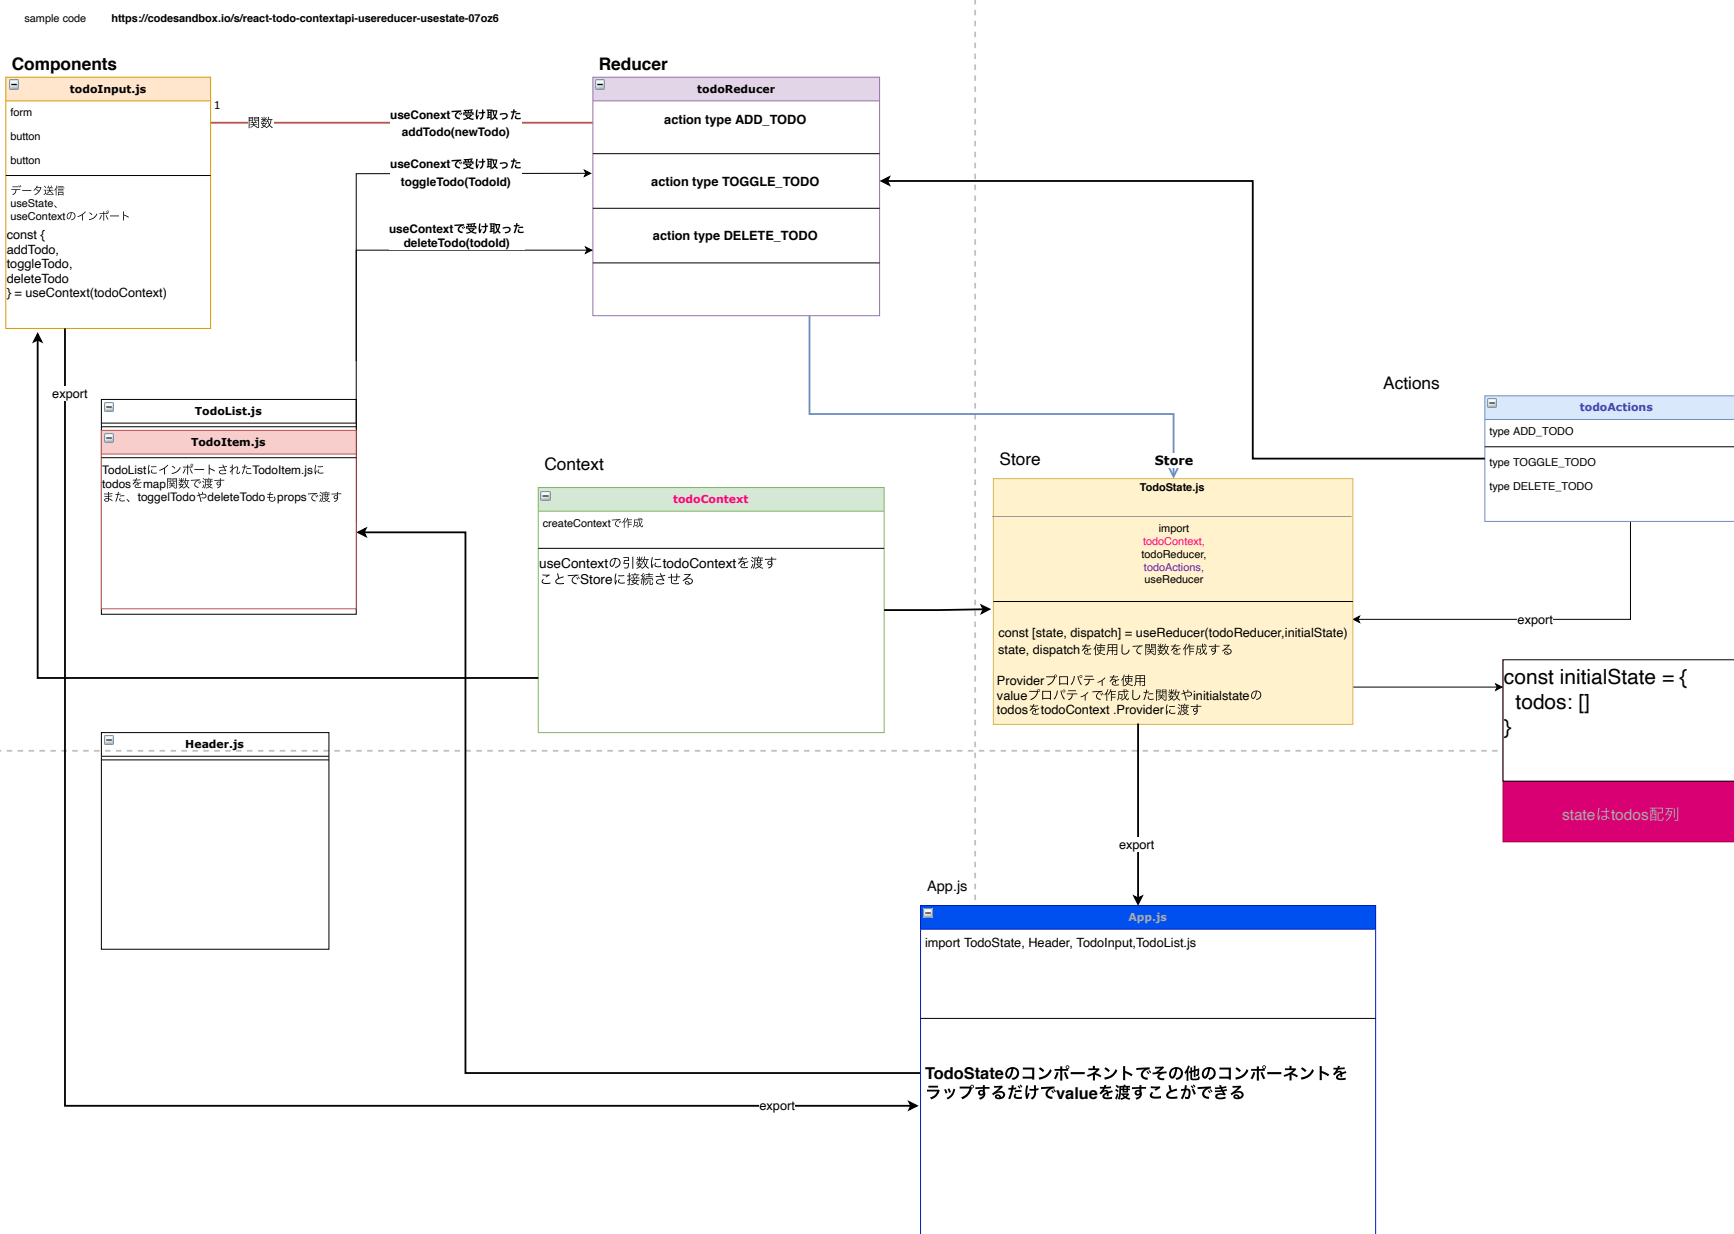 sample code
https://codesandbox.io/s/react-todo-contextapi-usereducer-usestate-07oz6
Components
todoInput.js
form
button
button
データ送信
useState、
useContextのインポート
const {
addTodo,
toggleTodo,
deleteTodo
} = useContext(todoContext)
1
関数
useConextで受け取った
addTodo(newTodo)
useConextで受け取った
toggleTodo(TodoId)
useContextで受け取った
deleteTodo(todoId)
Reducer
todoReducer
action type ADD_TODO
action type TOGGLE_TODO
action type DELETE_TODO
export
TodoList.js
TodoItem.js
TodoListにインポートされたTodoItem.jsに
todosをmap関数で渡す
また、toggelTodoやdeleteTodoもpropsで渡す
Context
todoContext
createContextで作成
useContextの引数にtodoContextを渡す
ことでStoreに接続させる
Store
Store
TodoState.js
import
todoContext,
todoReducer,
todoActions,
useReducer
const [state, dispatch] = useReducer(todoReducer,initialState)
state, dispatchを使用して関数を作成する
Providerプロパティを使用
valueプロパティで作成した関数やinitialstateの
todosをtodoContext .Providerに渡す
Actions
todoActions
type ADD_TODO
type TOGGLE_TODO
type DELETE_TODO
export
const initialState = {
todos: []
}
stateはtodos配列
Header.js
export
App.js
App.js
import TodoState, Header, TodoInput,TodoList.js
TodoStateのコンポーネントでその他のコンポーネントを
ラップするだけでvalueを渡すことができる
export